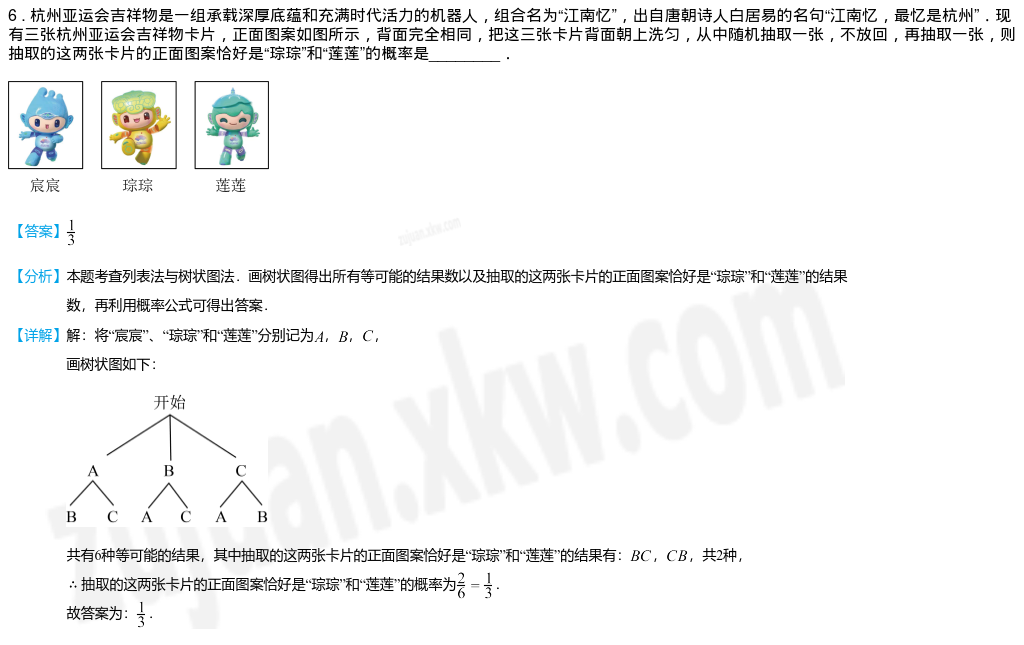 6．杭州亚运会吉祥物是一组承载深厚底蕴和充满时代活力的机器人，组合名为“江南忆”，出自唐朝诗人白居易的名句“江南忆，最忆是杭州”．现
有三张杭州亚运会吉祥物卡片，正面图案如图所示，背面完全相同，把这三张卡片背面朝上洗匀，从中随机抽取一张，不放回，再抽取一张，则
抽取的这两张卡片的正面图案恰好是“琮琮”和“莲莲”的概率是_________．
宸宸 琮琮 莲莲
【答案】1/3
zujuan.xkw.com
【分析】本题考查列表法与树状图法．画树状图得出所有等可能的结果数以及抽取的这两张卡片的正面图案恰好是“琮琮”和“莲莲”的结果
数，再利用概率公式可得出答案．
【详解】解：将“宸宸”、“琮琮”和“莲莲”分别记为A，B，C，
画树状图如下：
开始
A B C
B C A C A B
共有6种等可能的结果，其中抽取的这两张卡片的正面图案恰好是“琮琮”和“莲莲”的结果有：BC，CB，共2种，
∴抽取的这两张卡片的正面图案恰好是“琮琮”和“莲莲”的概率为2/6=1/3．
故答案为：1/3．
zujuan.xkw.com